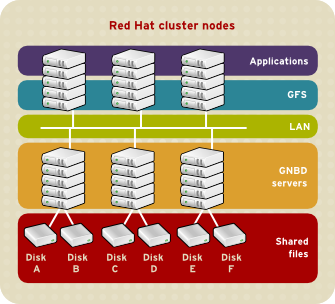 Red Hat cluster nodes
Applications
GFS
LAN
GNBD
servers
Shared
files
Disk Disk Disk Disk Disk Disk
A B C D E F